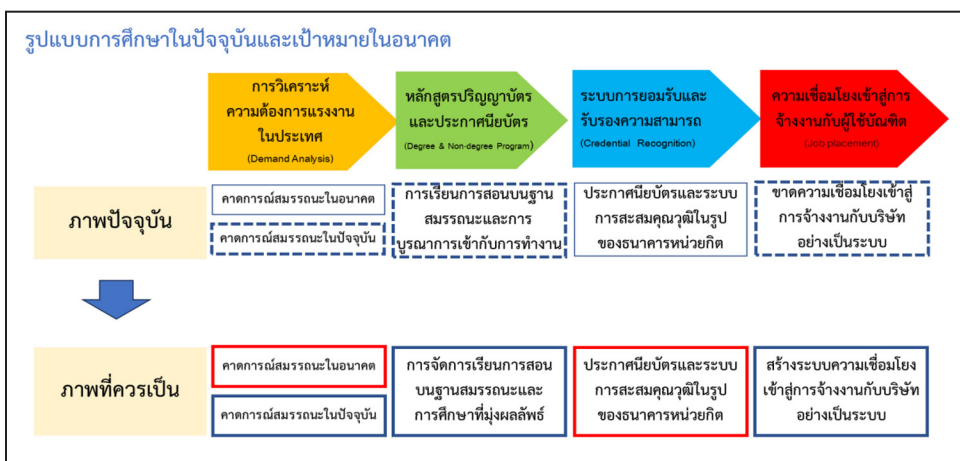 รูปแบบการศึกษาในปัจจุบันและเป้าหมายในอนาคต
การวิเคราะห์
ความต้องการแรงงาน
ในประเทศ
(Demand Analysis)
หลักสูตรปริญญาบัตร
และประกาศนียบัตร
(Degree & Non-degree Program)
ระบบการยอมรับและ
รับรองความสามารถ
(Credential Recognition)
ความเชื่อมโยงเข้าสู่การ
จ้างงานกับผู้ใช้บัณฑิต
(Job placement)
ภาพปัจจุบัน
คาดการณ์สมรรถนะในอนาคต
คาดการณ์สมรรถนะในปัจจุบัน
การเรียนการสอนบนฐาน
สมรรถนะและการ
บูรณาการเข้ากับการทำงาน
ประกาศนียบัตรและระบบ
การสะสมคุณวุฒิในรูป
ของธนาคารหน่วยกิต
ขาดความเชื่อมโยงเข้าสู่
การจ้างงานกับบริษัท
อย่างเป็นระบบ
ภาพที่ควรเป็น
คาดการณ์สมรรถนะในอนาคต
คาดการณ์สมรรถนะในปัจจุบัน
การจัดการเรียนการสอน
บนฐานสมรรถนะและ
การศึกษาที่มุ่งผลลัพธ์
ประกาศนียบัตรและระบบ
การสะสมคุณวุฒิในรูป
ของธนาคารหน่วยกิต
สร้างระบบความเชื่อมโยง
เข้าสู่การจ้างงานกับบริษัท
อย่างเป็นระบบ